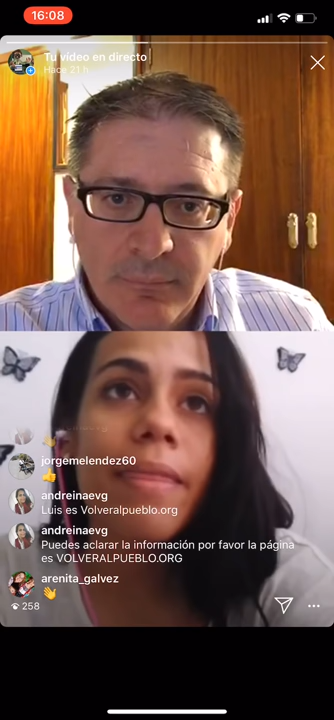 16:08
Tu vídeo en directo
Hace 21 h
jorgemelendez60
👍
andreinaevg
Luis es Volveralpueblo.org
andreinaevg
Puedes aclarar la información por favor la página
es VOLVERALPUEBLO.ORG
arenita_galvez
👋
258